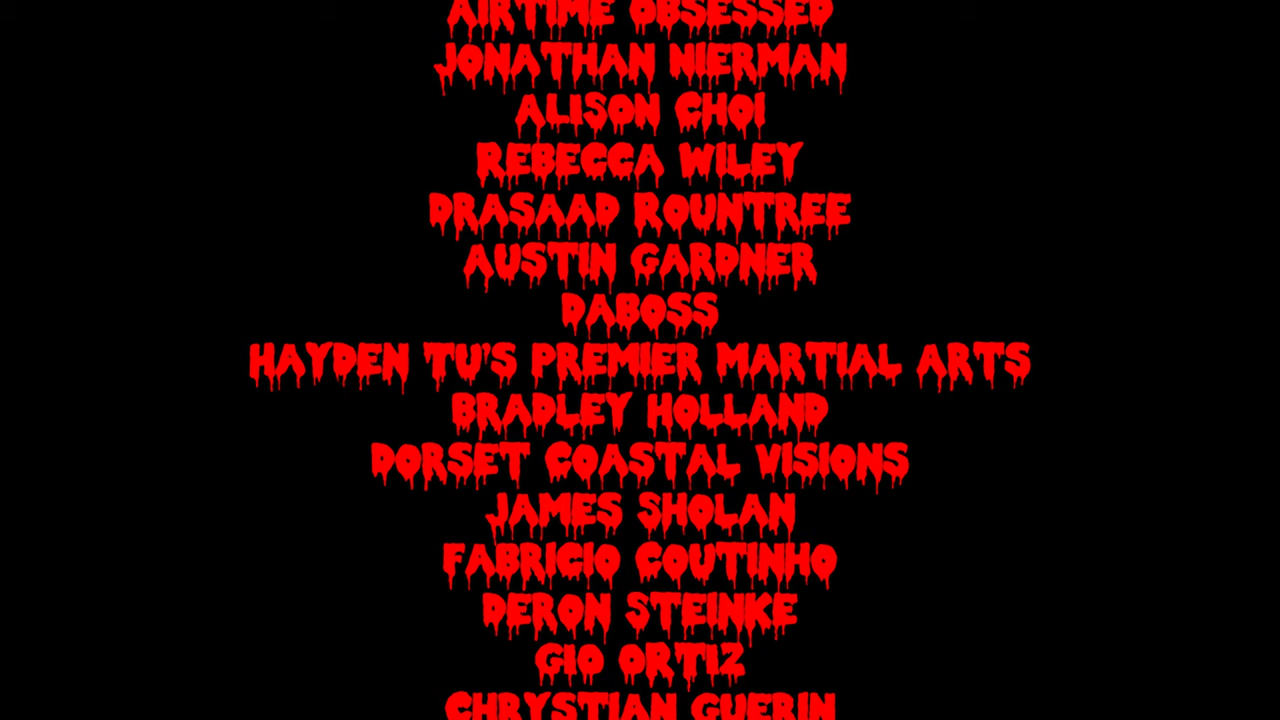 AIRTIME OBSESSED
JONATHAN NIERMAN
ALISON CHOI
REBECCA WILEY
DRASAAD ROUNTREE
AUSTIN GARDNER
DABOSS
HAYDEN TU'S PREMIER MARTIAL ARTS
BRADLEY HOLLAND
DORSET COASTAL VISIONS
JAMES SHOLAN
FABRICIO COUTINHO
DERON STEINKE
GIO ORTIZ
CHRYSTIAN GUERIN